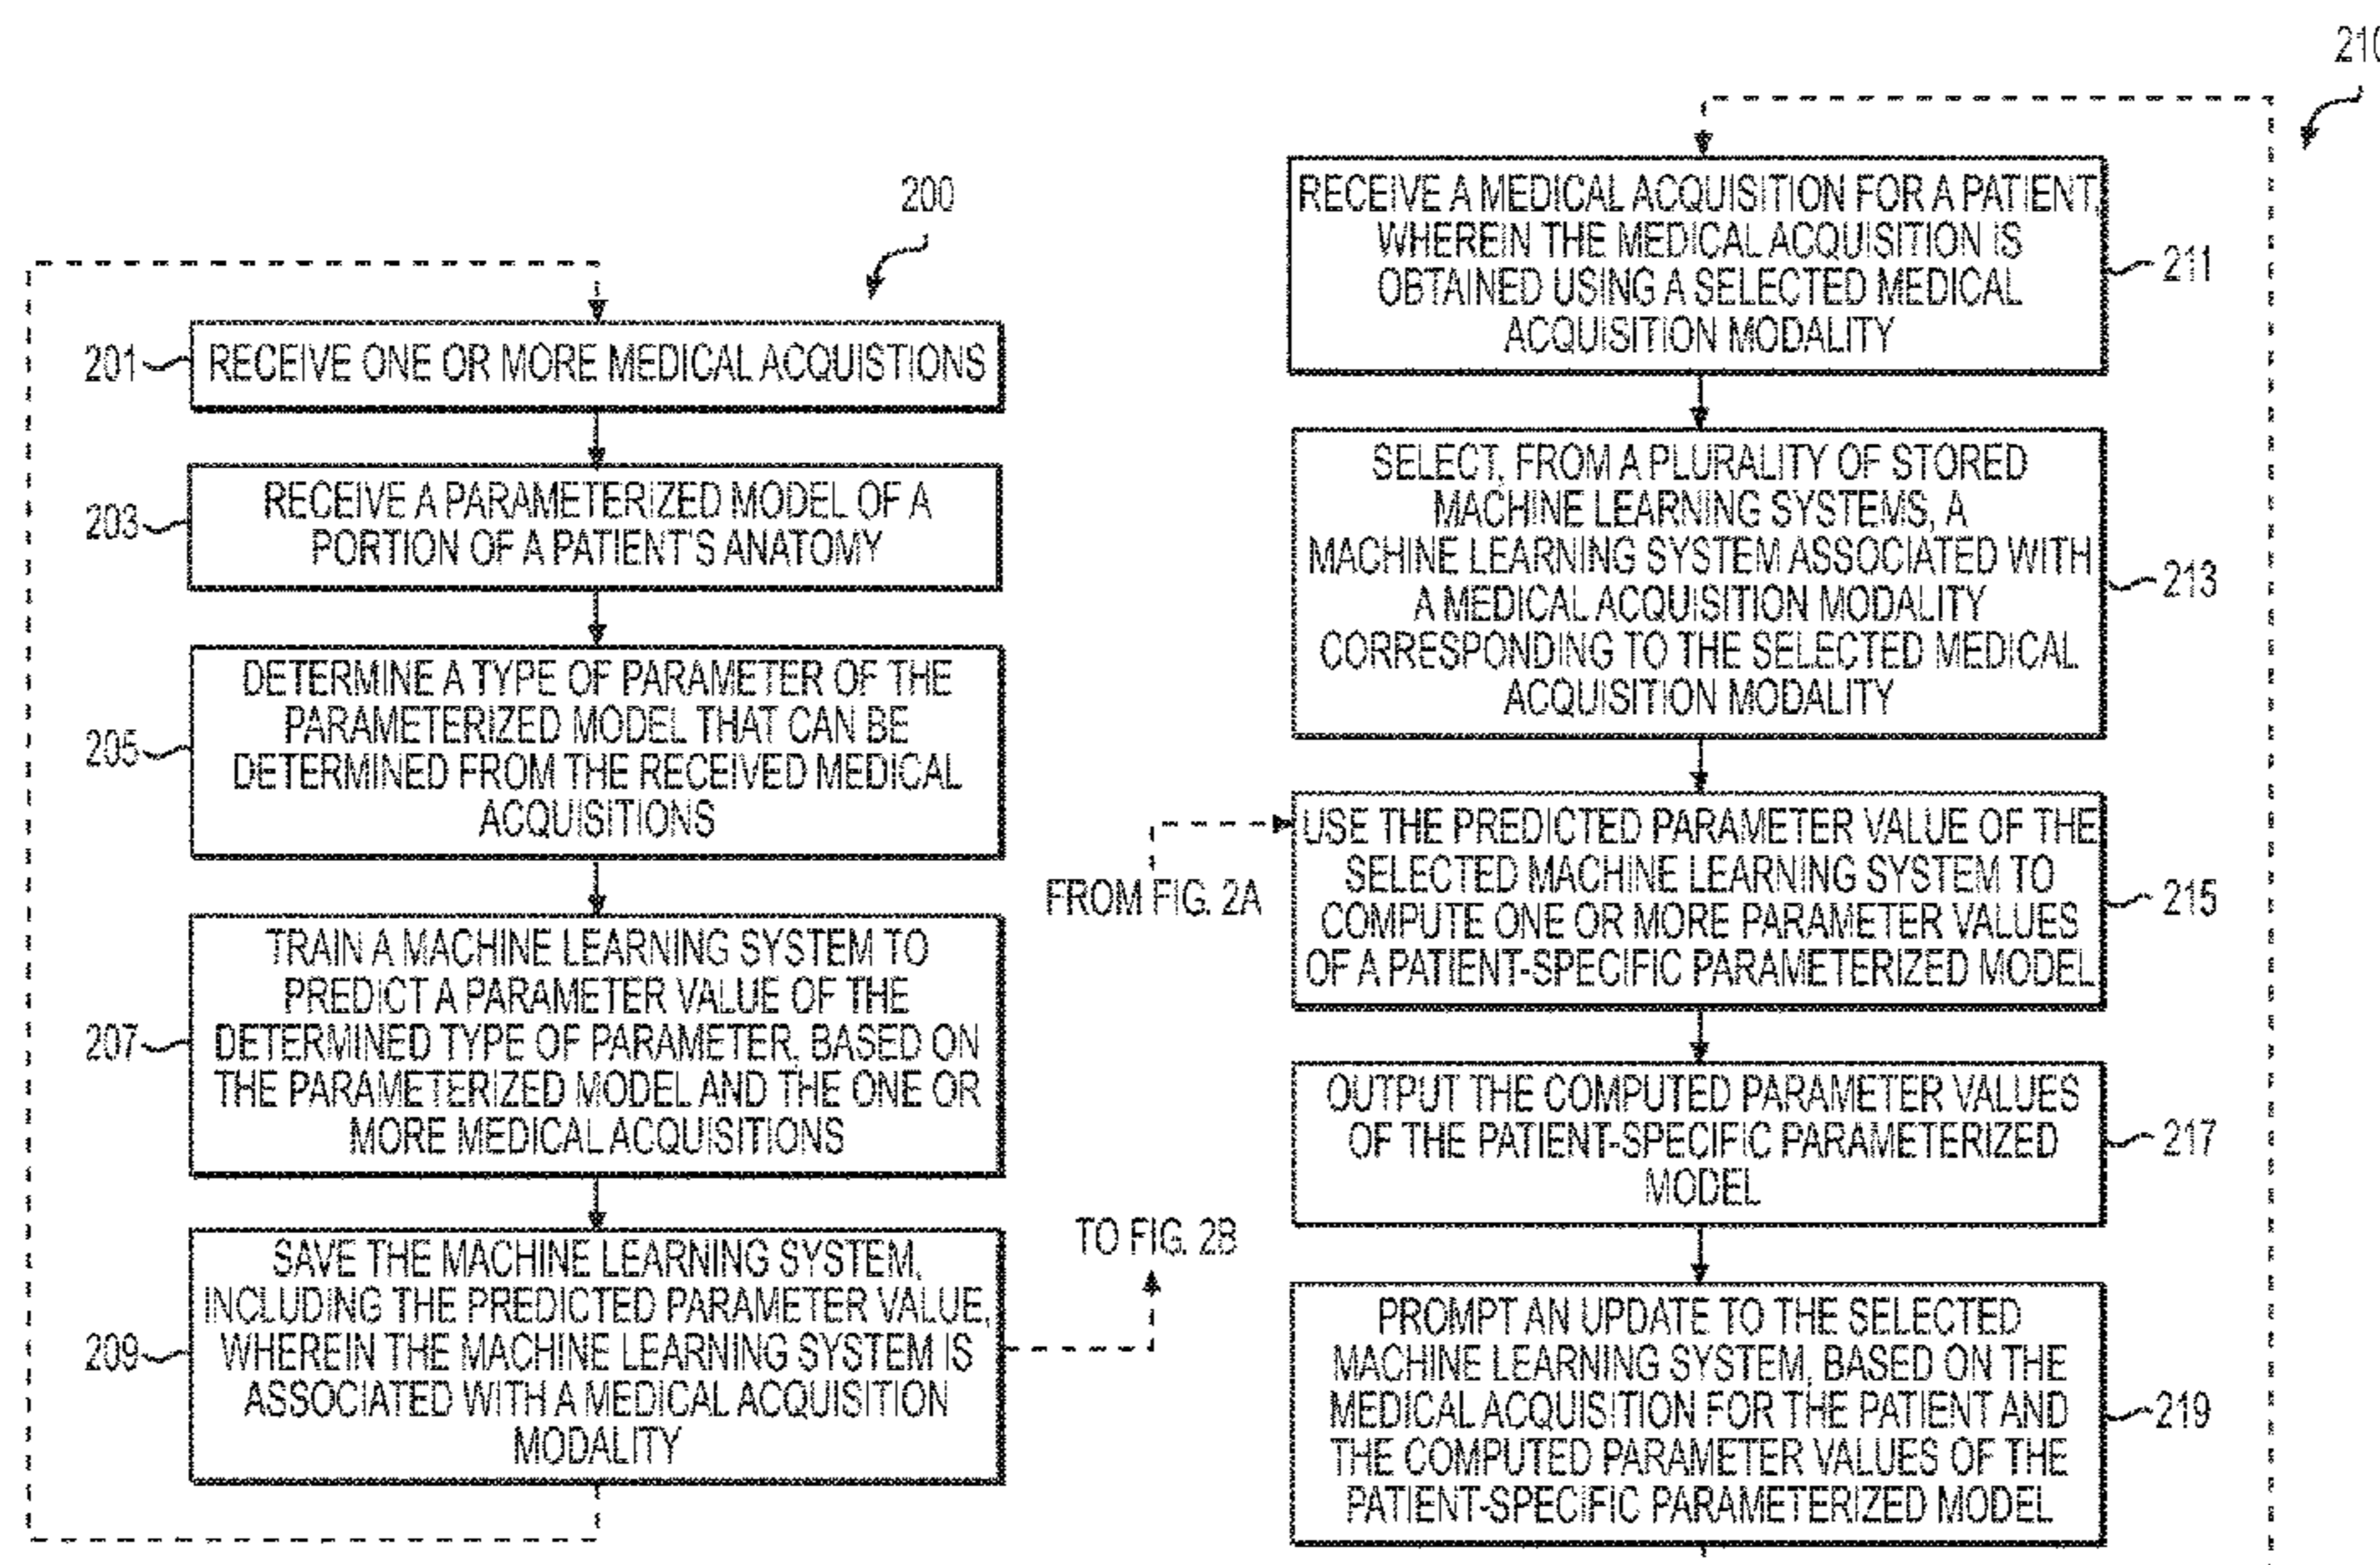 200
201
RECEIVE ONE OR MORE MEDICAL ACQUISTIONS
203
RECEIVE A PARAMETERIZED MODEL OF A
PORTION OF A PATIENT'S ANATOMY
205
DETERMINE A TYPE OF PARAMETER OF THE
PARAMETERIZED MODEL THAT CAN BE
DETERMINED FROM THE RECEIVED MEDICAL
ACQUISITIONS
207
TRAIN A MACHINE LEARNING SYSTEM TO
PREDICT A PARAMETER VALUE OF THE
DETERMINED TYPE OF PARAMETER, BASED ON
THE PARAMETERIZED MODEL AND THE ONE OR
MORE MEDICAL ACQUISITIONS
209
SAVE THE MACHINE LEARNING SYSTEM,
INCLUDING THE PREDICTED PARAMETER VALUE,
WHEREIN THE MACHINE LEARNING SYSTEM IS
ASSOCIATED WITH A MEDICAL ACQUISITION
MODALITY
TO FIG. 2B
210
RECEIVE A MEDICAL ACQUISITION FOR A PATIENT,
WHEREIN THE MEDICAL ACQUISITION IS
OBTAINED USING A SELECTED MEDICAL
ACQUISITION MODALITY
211
SELECT, FROM A PLURALITY OF STORED
MACHINE LEARNING SYSTEMS, A
MACHINE LEARNING SYSTEM ASSOCIATED WITH
A MEDICAL ACQUISITION MODALITY
CORRESPONDING TO THE SELECTED MEDICAL
ACQUISITION MODALITY
213
FROM FIG. 2A
USE THE PREDICTED PARAMETER VALUE OF THE
SELECTED MACHINE LEARNING SYSTEM TO
COMPUTE ONE OR MORE PARAMETER VALUES
OF A PATIENT-SPECIFIC PARAMETERIZED MODEL
215
OUTPUT THE COMPUTED PARAMETER VALUES
OF THE PATIENT-SPECIFIC PARAMETERIZED
MODEL
217
PROMPT AN UPDATE TO THE SELECTED
MACHINE LEARNING SYSTEM, BASED ON THE
MEDICAL ACQUISITION FOR THE PATIENT AND
THE COMPUTED PARAMETER VALUES OF THE
PATIENT-SPECIFIC PARAMETERIZED MODEL
219